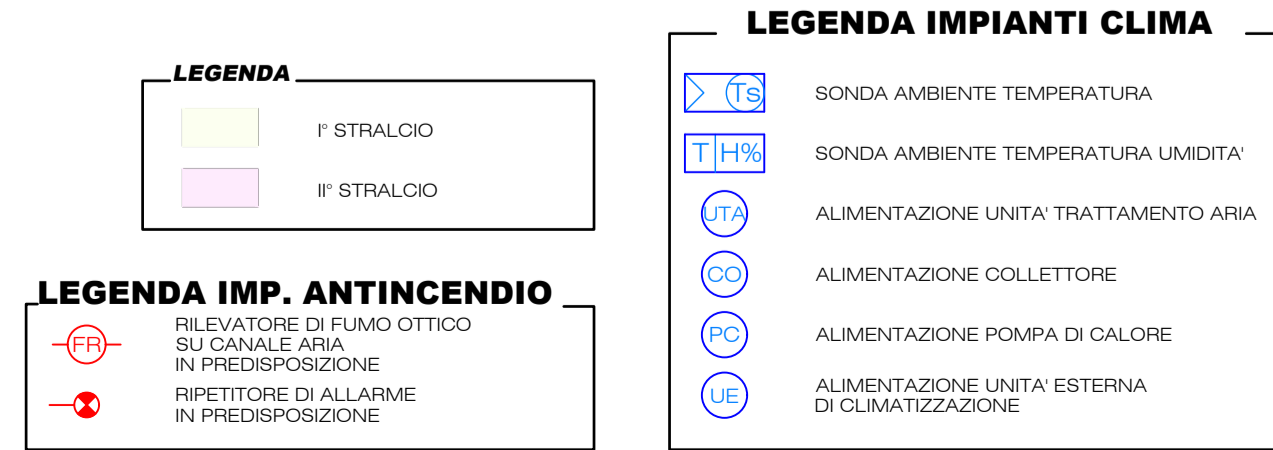 LEGENDA
I° STRALCIO
II° STRALCIO
LEGENDA IMP. ANTINCENDIO
FR
RILEVATORE DI FUMO OTTICO
SU CANALE ARIA
IN PREDISPOSIZIONE
RIPETITORE DI ALLARME
IN PREDISPOSIZIONE
LEGENDA IMPIANTI CLIMA
Ts SONDA AMBIENTE TEMPERATURA
T H% SONDA AMBIENTE TEMPERATURA UMIDITA'
UTA ALIMENTAZIONE UNITA' TRATTAMENTO ARIA
CO ALIMENTAZIONE COLLETTORE
PC ALIMENTAZIONE POMPA DI CALORE
UE ALIMENTAZIONE UNITA' ESTERNA
DI CLIMATIZZAZIONE